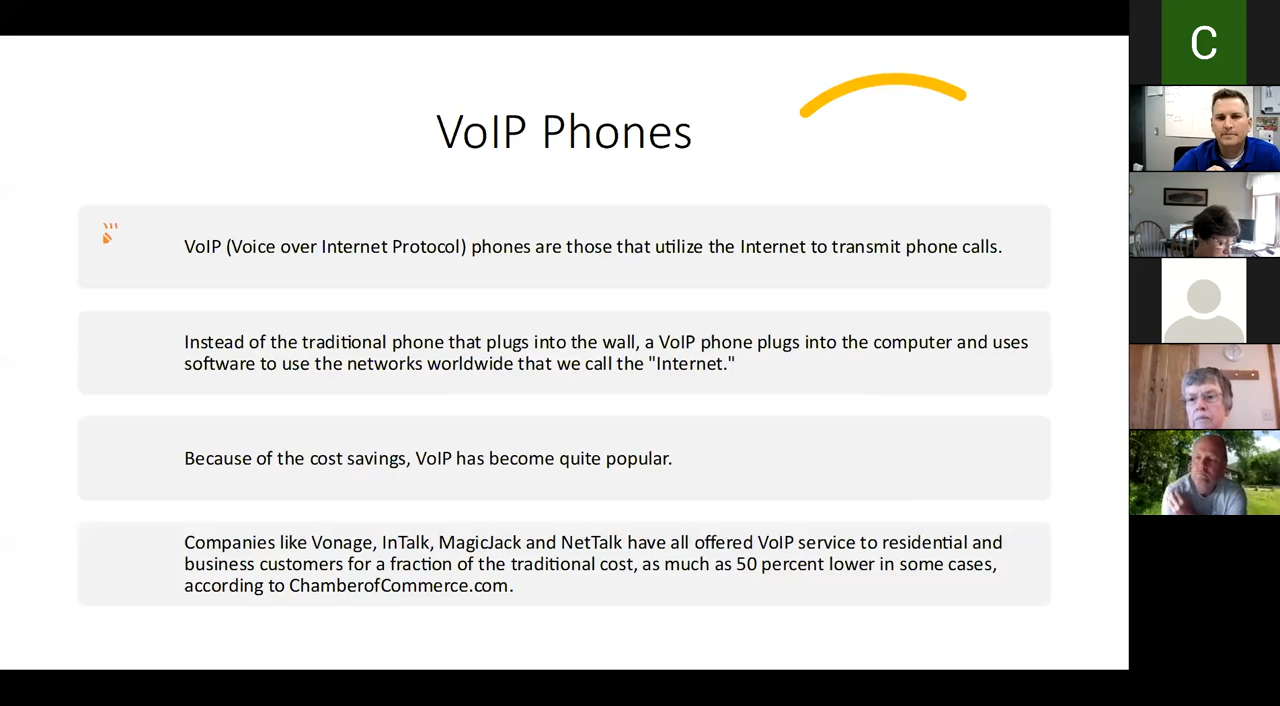 VoIP Phones
VoIP (Voice over Internet Protocol) phones are those that utilize the Internet to transmit phone calls.
Instead of the traditional phone that plugs into the wall, a VoIP phone plugs into the computer and uses
software to use the networks worldwide that we call the "Internet."
Because of the cost savings, VoIP has become quite popular.
Companies like Vonage, InTalk, MagicJack and NetTalk have all offered VoIP service to residential and
business customers for a fraction of the traditional cost, as much as 50 percent lower in some cases,
according to ChamberofCommerce.com.
C